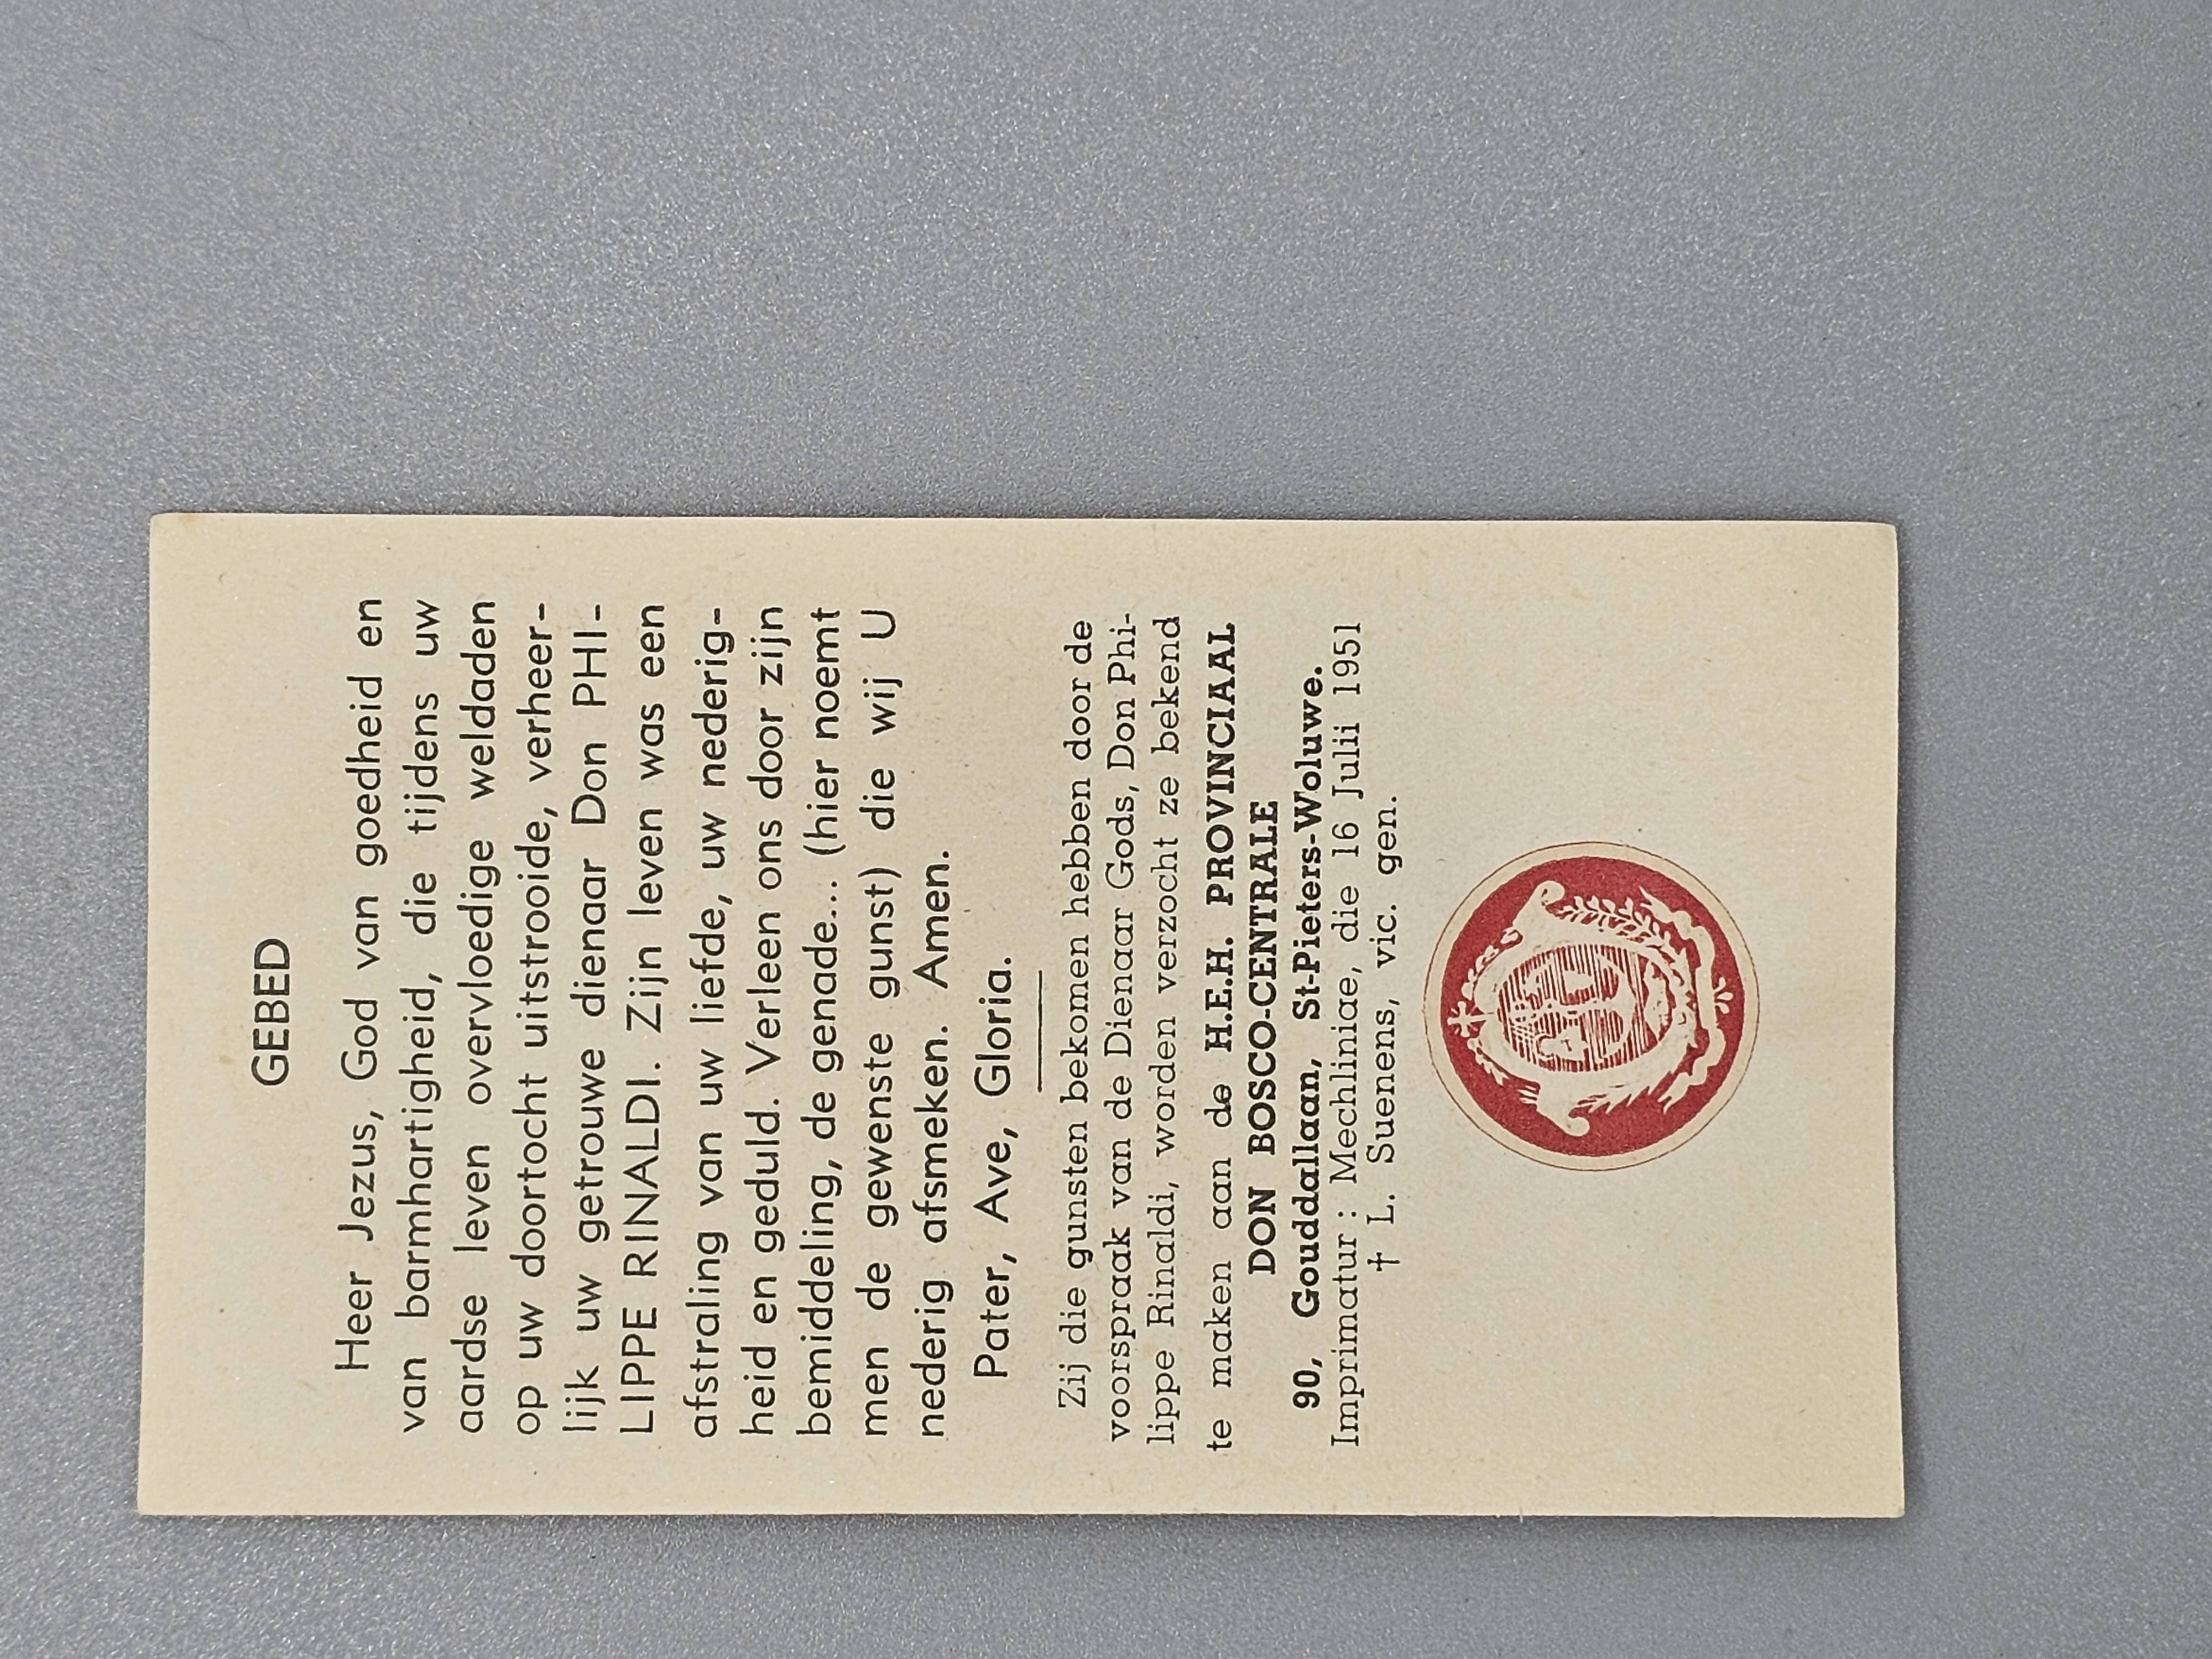 GEBED
Heer Jezus, God van goedheid en
van barmhartigheid, die tijdens uw
aardse leven overvloedige weldaden
op uw doortocht uitstrooide, verheer-
lijk uw getrouwe dienaar Don PHI-
LIPPE RINALDI. Zijn leven was een
afstraling van uw liefde, uw nederig-
heid en geduld. Verleen ons door zijn
bemiddeling, de genade... (hier noemt
men de gewenste gunst) die wij U
nederig afsmeken. Amen.
Pater, Ave, Gloria.
Zij die gunsten bekomen hebben door de
voorspraak van de Dienaar Gods, Don Phi-
lippe Rinaldi, worden verzocht ze bekend
te maken aan de H.E.H. PROVINCIAAL
DON BOSCO-CENTRALE
90, Gouddallaan, St-Pieters-Woluwe.
Imprimatur : Mechliniæ, die 16 Julii 1951
† L. Suenens, vic. gen.